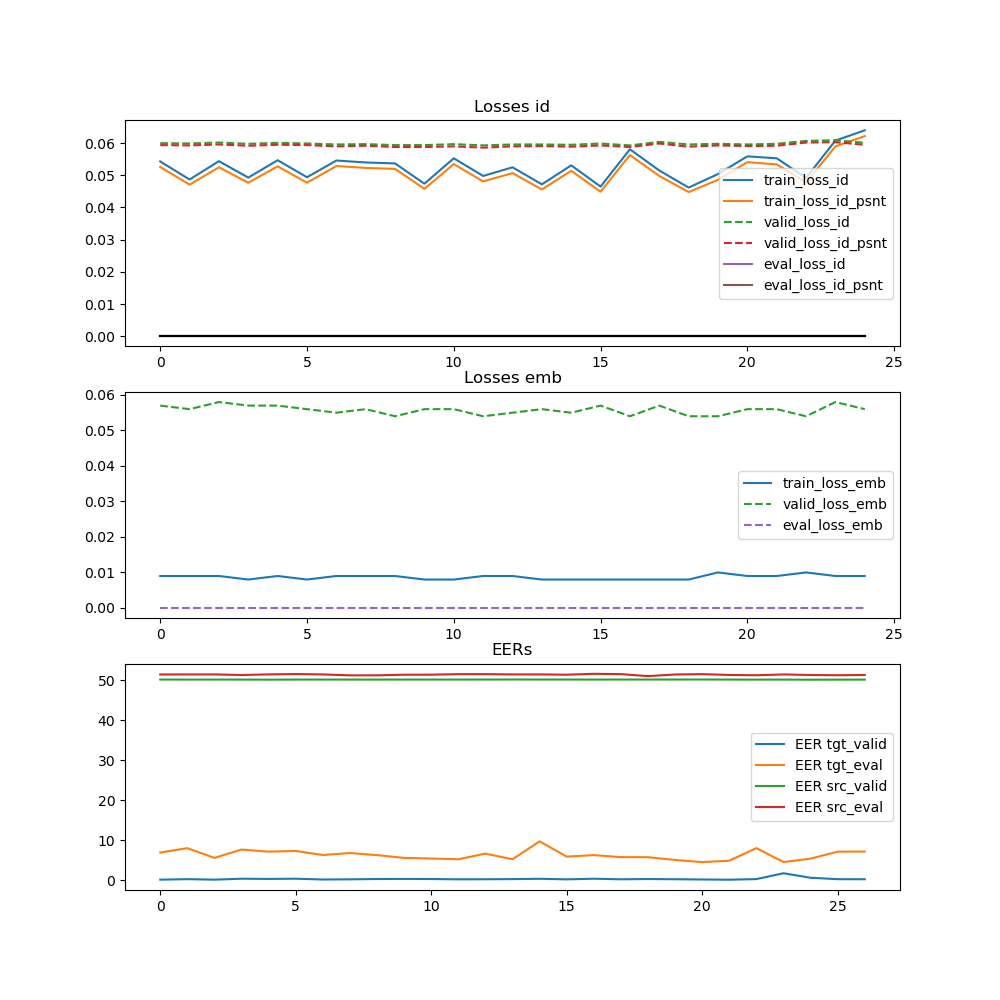 Losses id
0.06
0.05
0.04
0.03
0.02
0.01
0.00
train_loss_id
train_loss_id_psnt
valid_loss_id
valid_loss_id_psnt
eval_loss_id
eval_loss_id_psnt
0 5 10 15 20 25
Losses emb
0.06
0.05
0.04
0.03
0.02
0.01
0.00
train_loss_emb
valid_loss_emb
eval_loss_emb
0 5 10 15 20 25
EERs
50
40
30
20
10
0
EER tgt_valid
EER tgt_eval
EER src_valid
EER src_eval
0 5 10 15 20 25